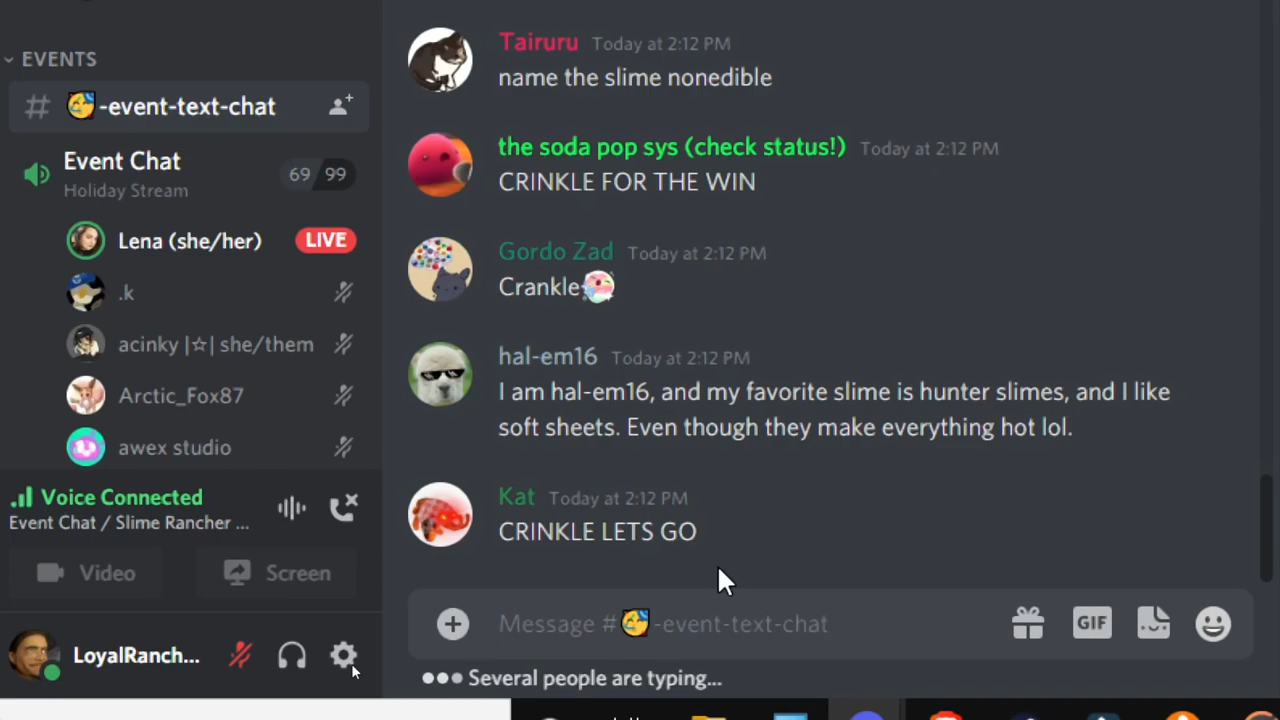 EVENTS
-event-text-chat
Event Chat
69 99
Holiday Stream
Lena (she/her) LIVE
.k
acinky |☆| she/them
Arctic_Fox87
awex studio
Voice Connected
Event Chat / Slime Rancher ...
Video Screen
LoyalRanch...
Tairuru Today at 2:12 PM
name the slime nonedible
the soda pop sys (check status!) Today at 2:12 PM
CRINKLE FOR THE WIN
Gordo Zad Today at 2:12 PM
Crankle
hal-em16 Today at 2:12 PM
I am hal-em16, and my favorite slime is hunter slimes, and I like
soft sheets. Even though they make everything hot lol.
Kat Today at 2:12 PM
CRINKLE LETS GO
Message # -event-text-chat
GIF
Several people are typing...